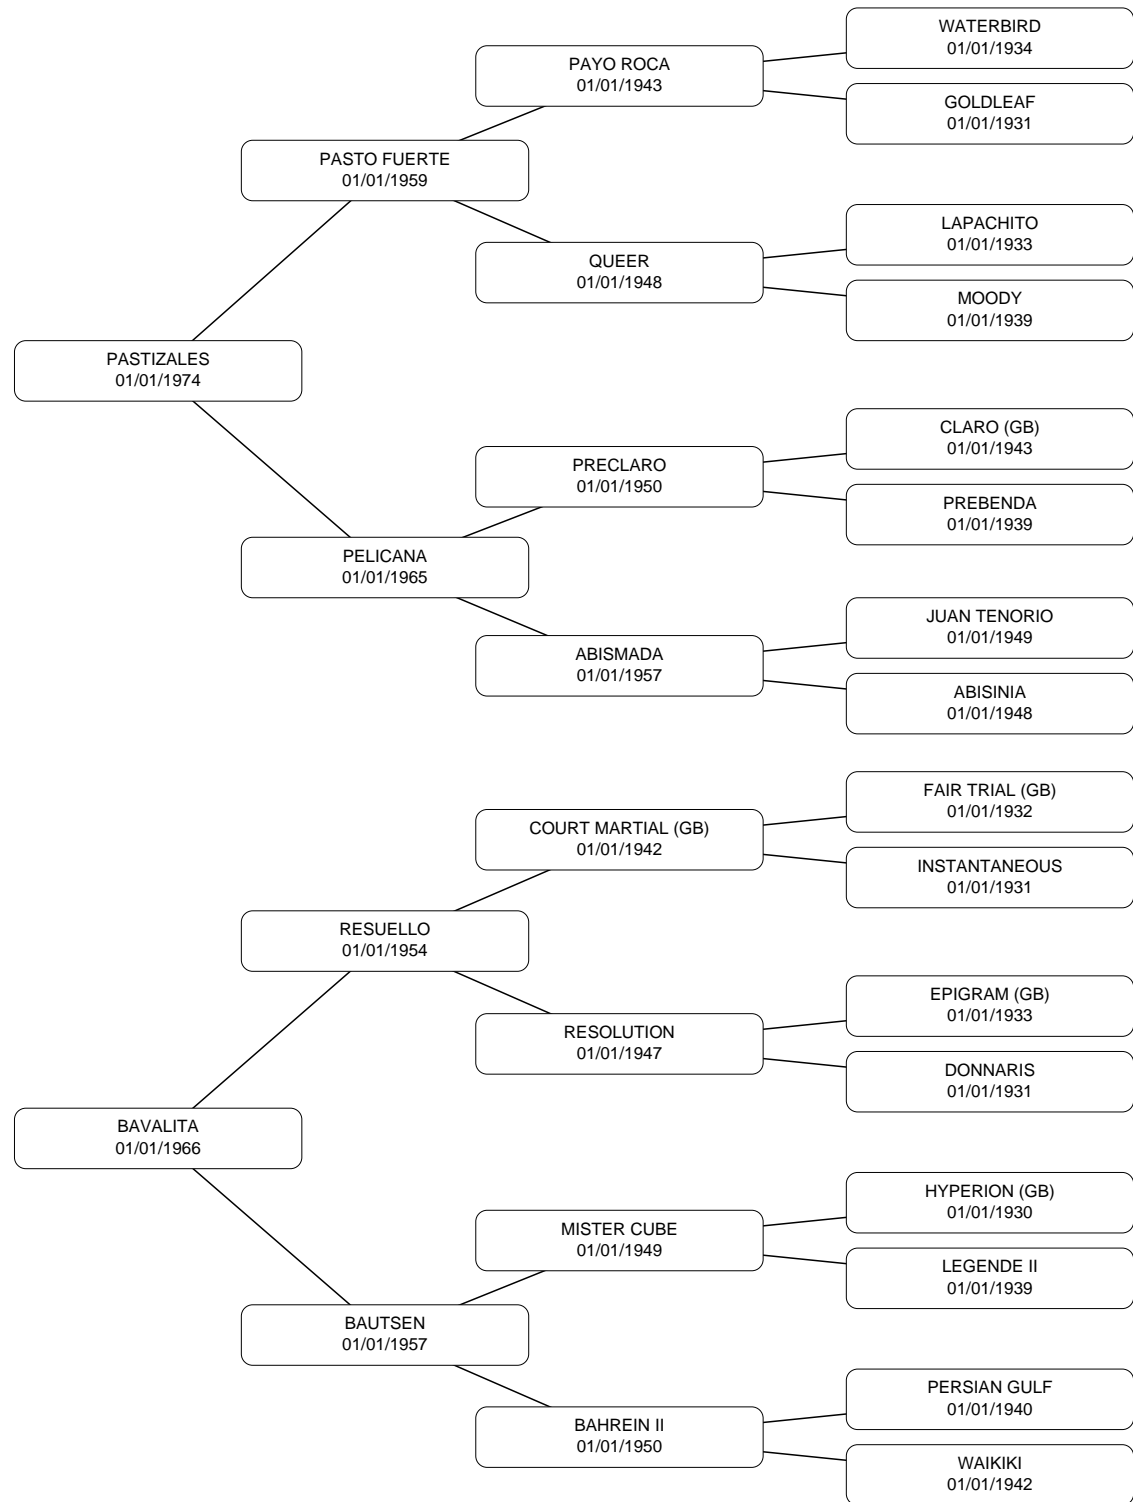 WATERBIRD
01/01/1934
PAYO ROCA
01/01/1943
GOLDLEAF
01/01/1931
PASTO FUERTE
01/01/1959
LAPACHITO
01/01/1933
QUEER
01/01/1948
MOODY
01/01/1939
PASTIZALES
01/01/1974
CLARO (GB)
01/01/1943
PRECLARO
01/01/1950
PREBENDA
01/01/1939
PELICANA
01/01/1965
JUAN TENORIO
01/01/1949
ABISMADA
01/01/1957
ABISINIA
01/01/1948
FAIR TRIAL (GB)
01/01/1932
COURT MARTIAL (GB)
01/01/1942
INSTANTANEOUS
01/01/1931
RESUELLO
01/01/1954
EPIGRAM (GB)
01/01/1933
RESOLUTION
01/01/1947
DONNARIS
01/01/1931
BAVALITA
01/01/1966
HYPERION (GB)
01/01/1930
MISTER CUBE
01/01/1949
LEGENDE II
01/01/1939
BAUTSEN
01/01/1957
PERSIAN GULF
01/01/1940
BAHREIN II
01/01/1950
WAIKIKI
01/01/1942